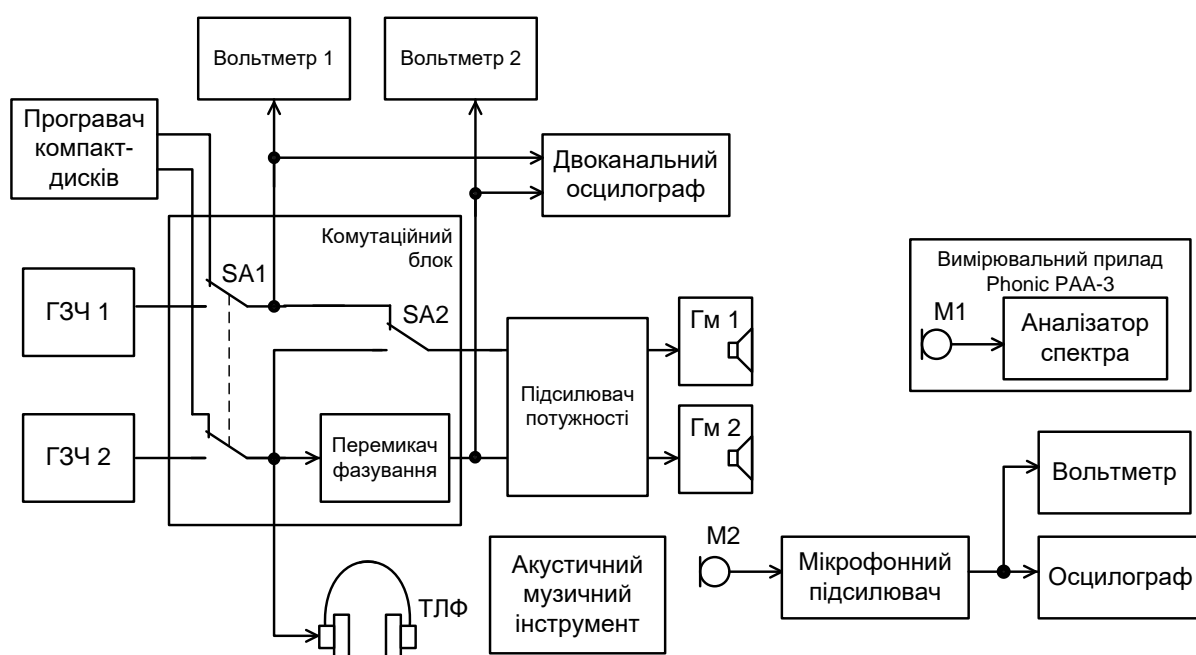 Вольтметр 1
Вольтметр 2
Програвач
компакт-
дисків
Двоканальний
осцилограф
Комутаційний
блок
SA1
SA2
ГЗЧ 1
ГЗЧ 2
Перемикач
фазування
Підсилювач
потужності
Гм 1
Гм 2
Вимірювальний прилад
Phonic PAA-3
М1
Аналізатор
спектра
Вольтметр
М2
Мікрофонний
підсилювач
Осцилограф
Акустичний
музичний
інструмент
ТЛФ